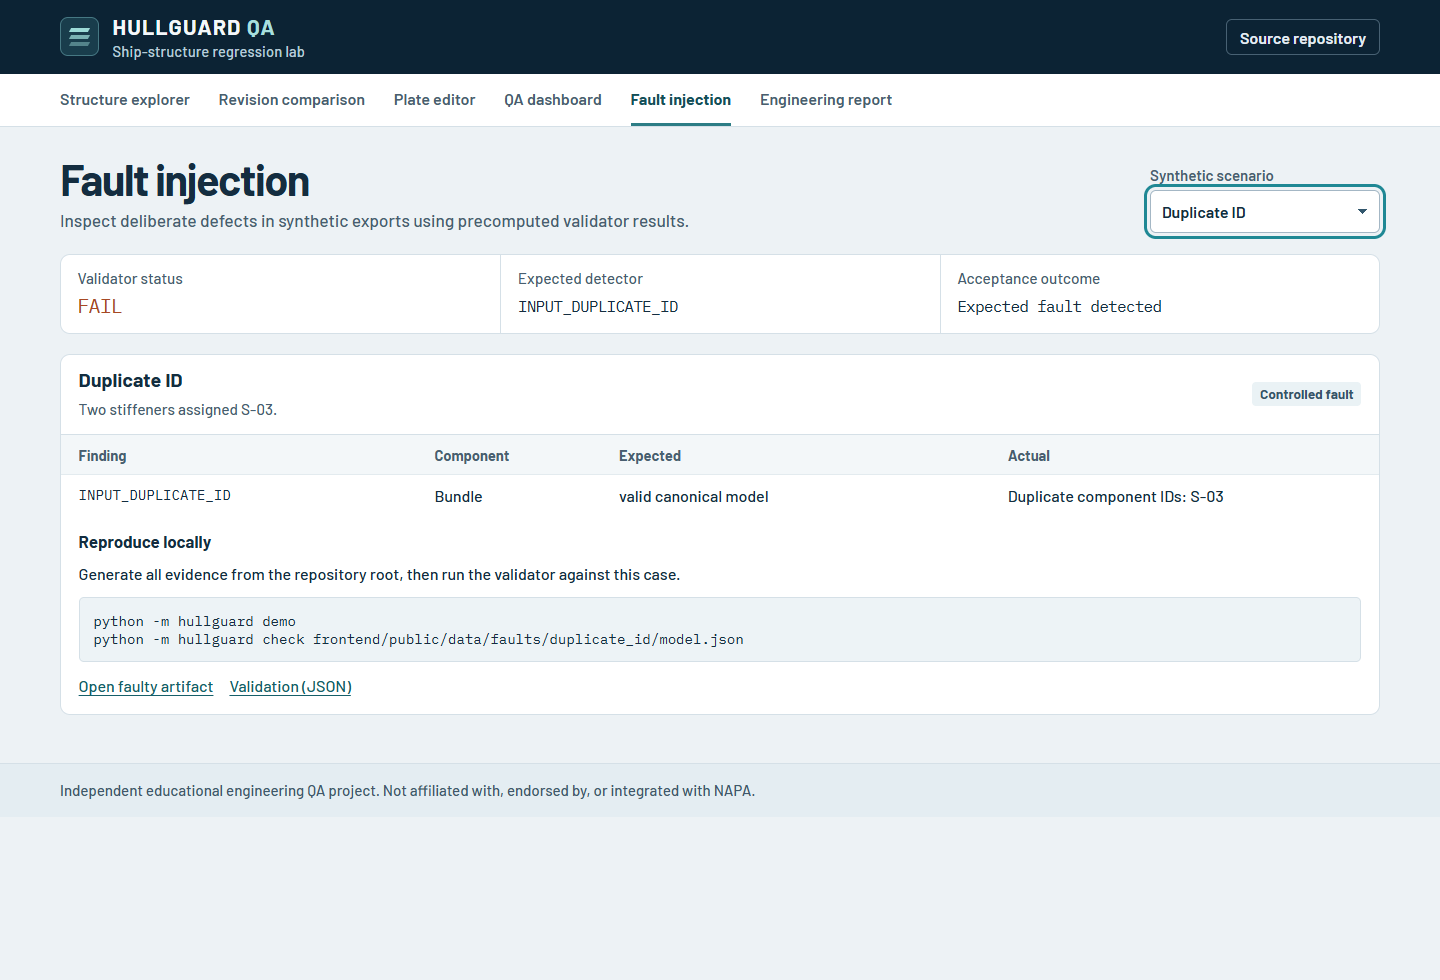 HULLGUARD QA
Ship-structure regression lab
Source repository
Structure explorer
Revision comparison
Plate editor
QA dashboard
Fault injection
Engineering report
Fault injection
Inspect deliberate defects in synthetic exports using precomputed validator results.
Synthetic scenario
Duplicate ID
Validator status
FAIL
Expected detector
INPUT_DUPLICATE_ID
Acceptance outcome
Expected fault detected
Duplicate ID
Two stiffeners assigned S-03.
Controlled fault
Finding Component Expected Actual
INPUT_DUPLICATE_ID Bundle valid canonical model Duplicate component IDs: S-03
Reproduce locally
Generate all evidence from the repository root, then run the validator against this case.
python -m hullguard demo
python -m hullguard check frontend/public/data/faults/duplicate_id/model.json
Open faulty artifact Validation (JSON)
Independent educational engineering QA project. Not affiliated with, endorsed by, or integrated with NAPA.